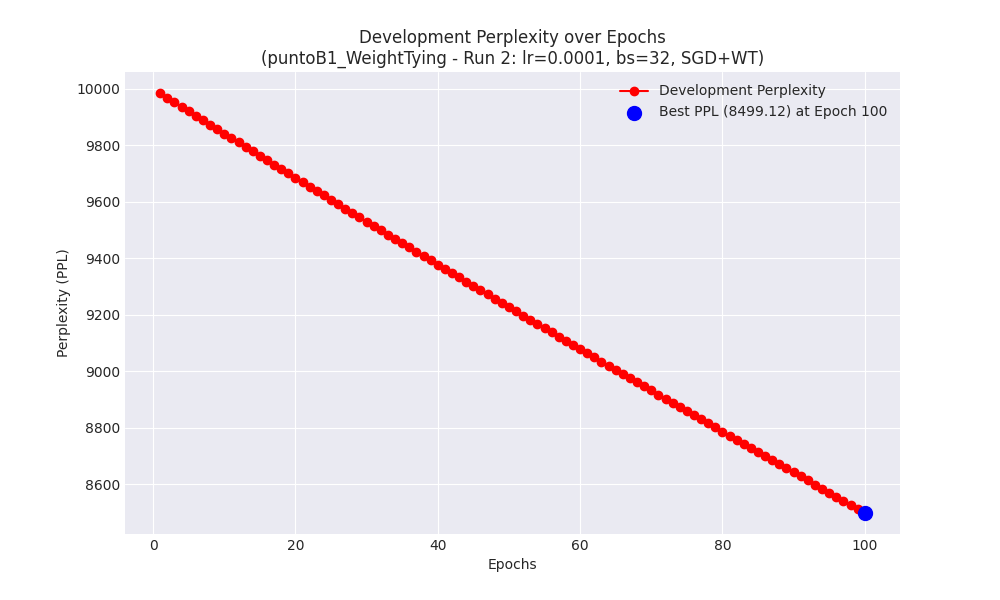 Development Perplexity over Epochs
(puntoB1_WeightTying - Run 2: lr=0.0001, bs=32, SGD+WT)
Development Perplexity
Best PPL (8499.12) at Epoch 100
Perplexity (PPL)
10000
9800
9600
9400
9200
9000
8800
8600
0 20 40 60 80 100
Epochs